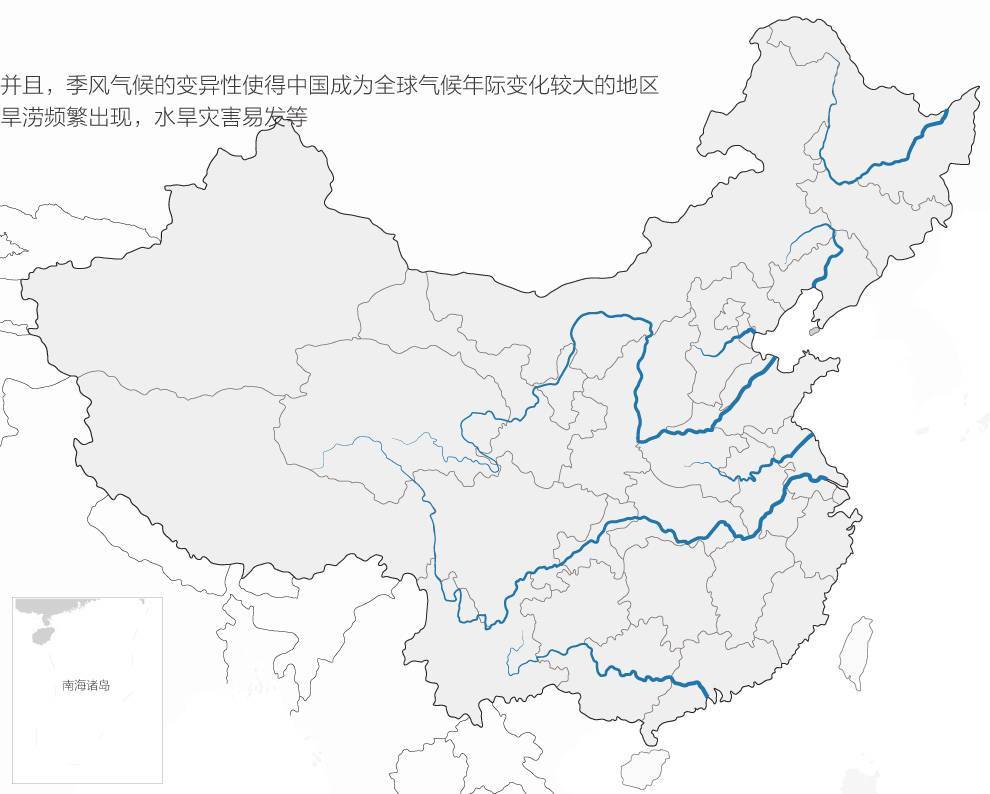 并且，季风气候的变异性使得中国成为全球气候年际变化较大的地区
旱涝频繁出现，水旱灾害易发等
南海诸岛